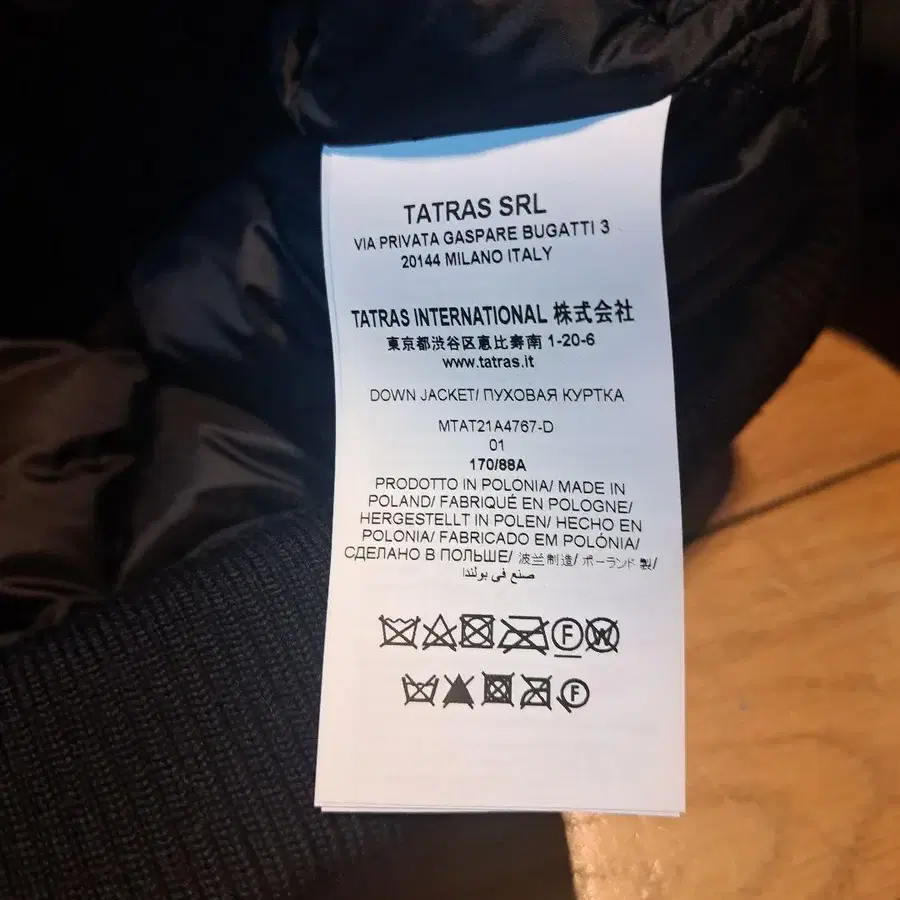 TATRAS SRL
VIA PRIVATA GASPARE BUGATTI 3
20144 MILANO ITALY
TATRAS INTERNATIONAL 株式会社
東京都渋谷区恵比寿南 1-20-6
www.tatras.it
DOWN JACKET/ ПУХОВАЯ КУРТКА
MTAT21A4767-D
01
170/88A
PRODOTTO IN POLONIA/ MADE IN
POLAND/ FABRIQUÉ EN POLOGNE/
HERGESTELLT IN POLEN/ HECHO EN
POLONIA/ FABRICADO EM POLÓNIA/
СДЕЛАНО В ПОЛЬШЕ/ 波兰制造/ ポーランド製/
صنع في بولندا
F W
F